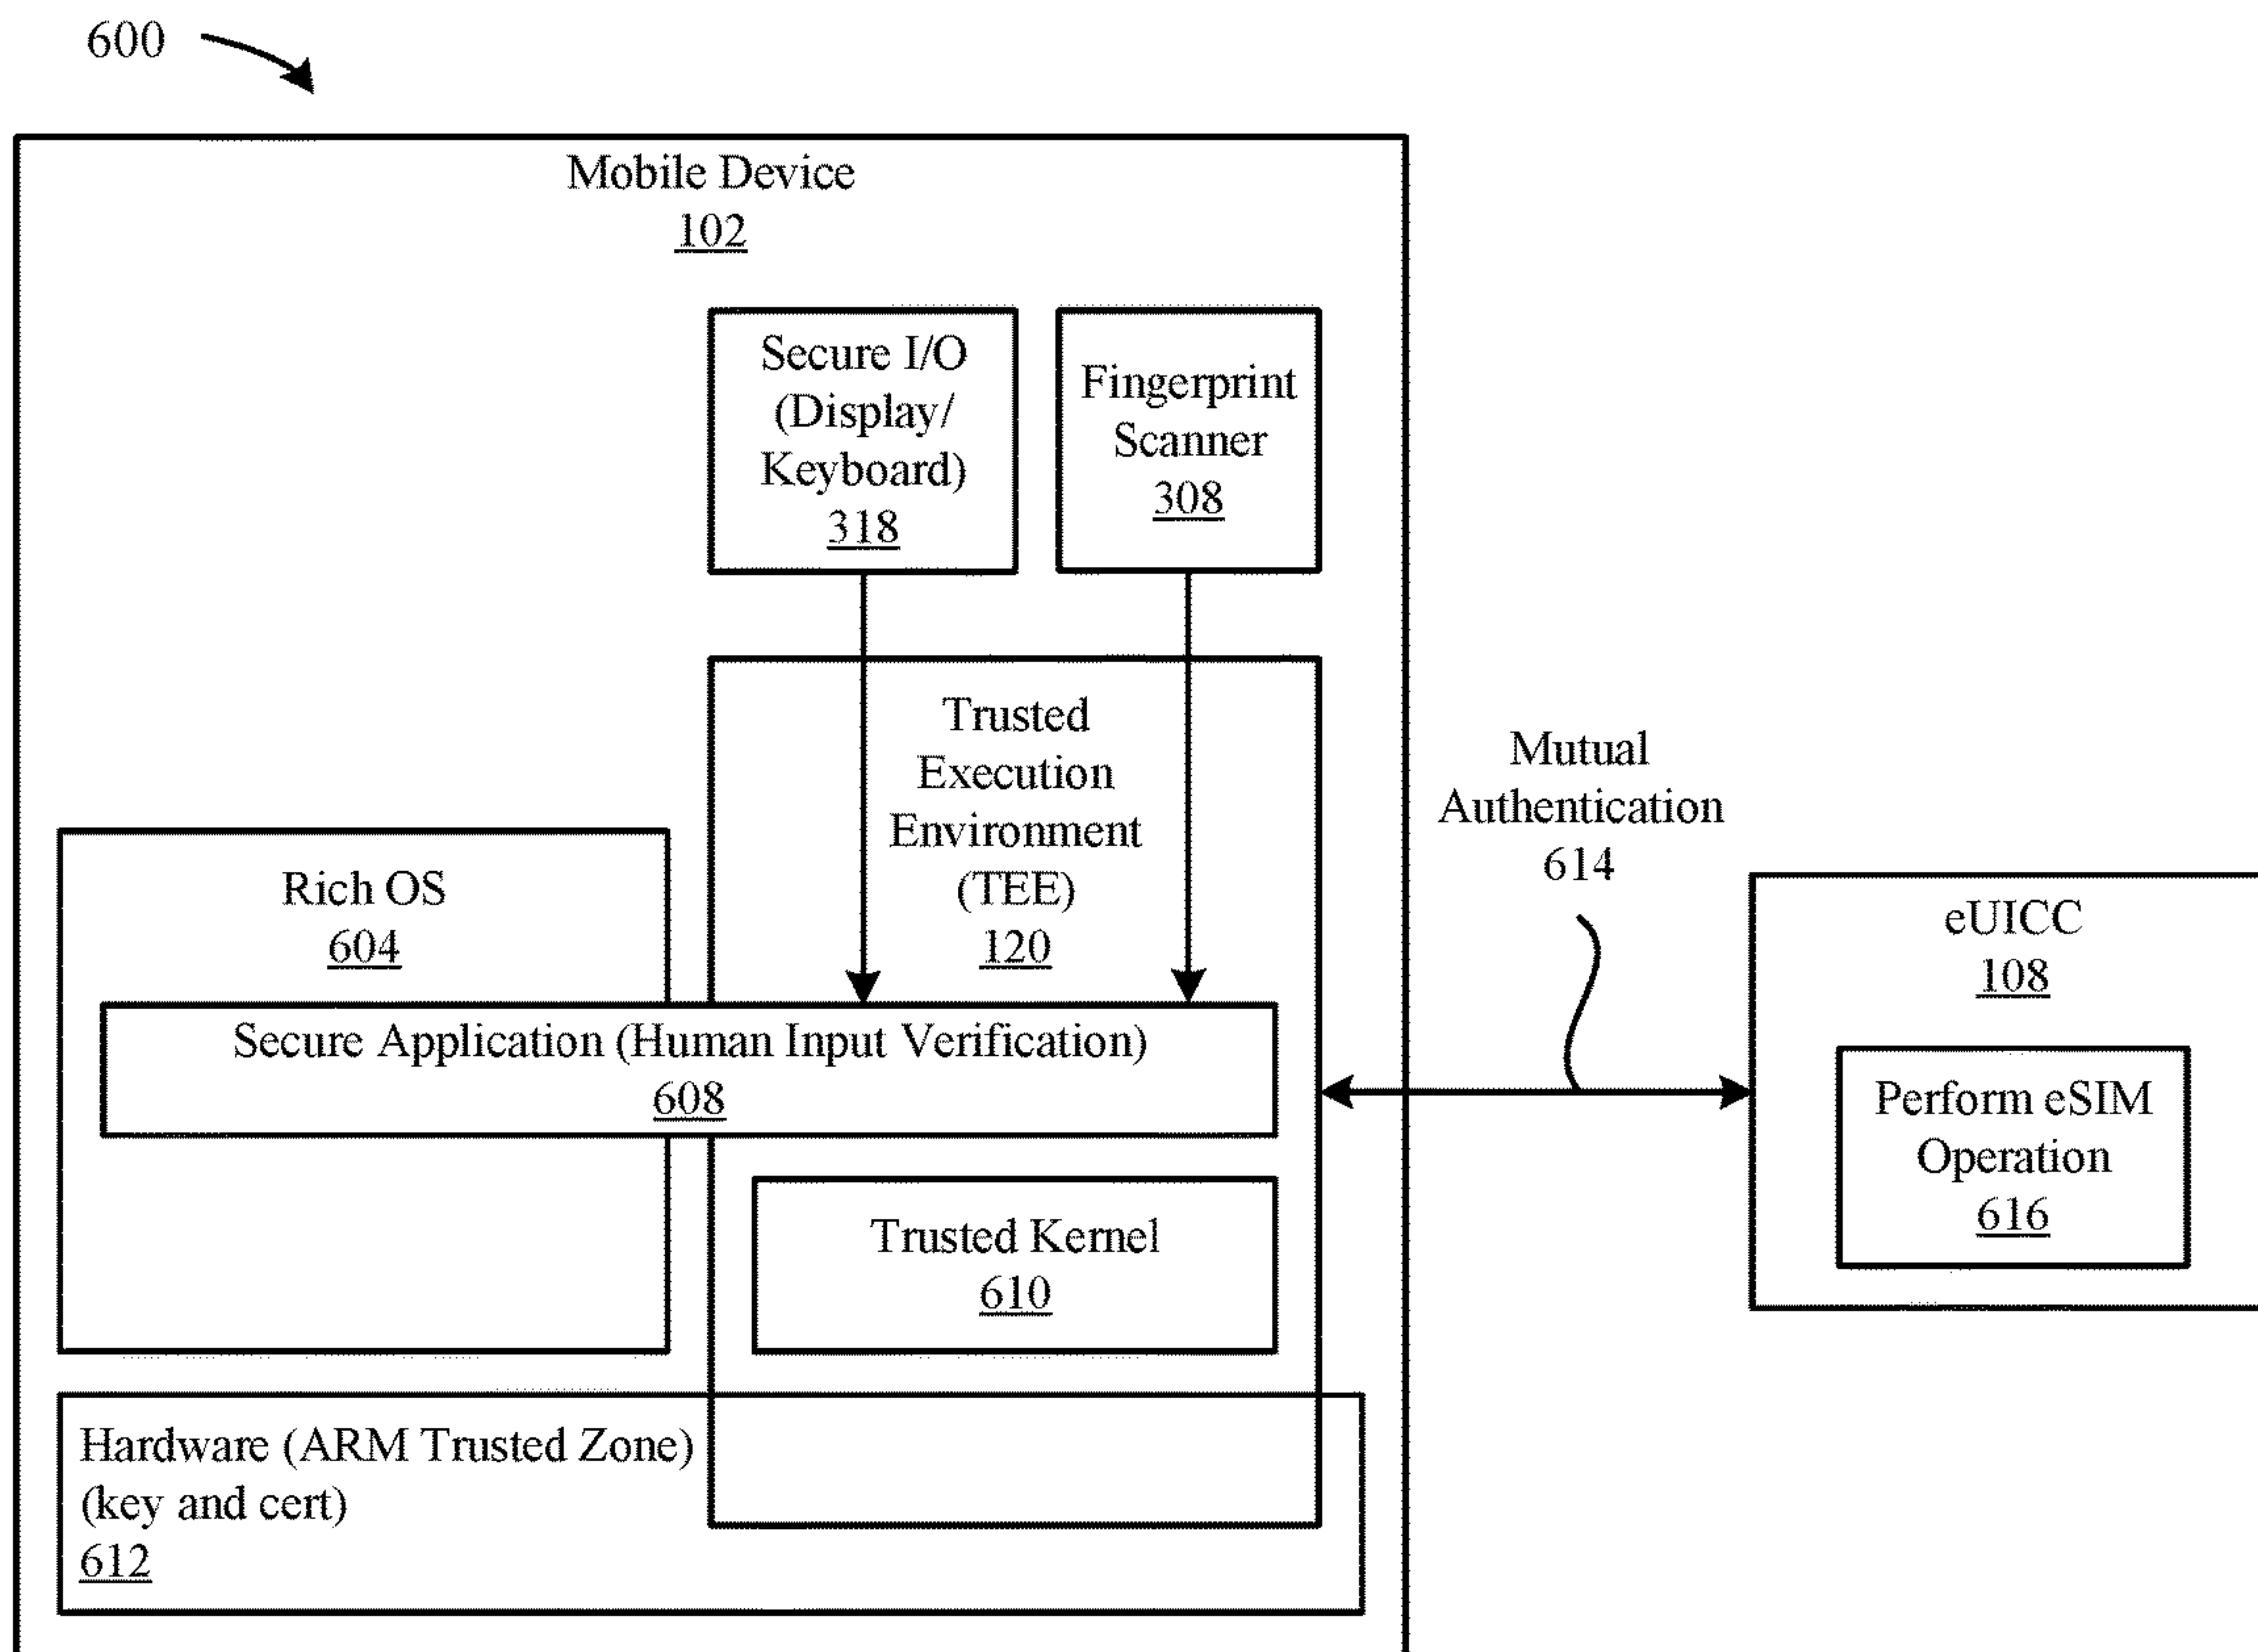 600
Mobile Device
102
Secure I/O
(Display/
Keyboard)
318
Fingerprint
Scanner
308
Trusted
Execution
Environment
(TEE)
120
Rich OS
604
Secure Application (Human Input Verification)
608
Trusted Kernel
610
Hardware (ARM Trusted Zone)
(key and cert)
612
Mutual
Authentication
614
eUICC
108
Perform eSIM
Operation
616